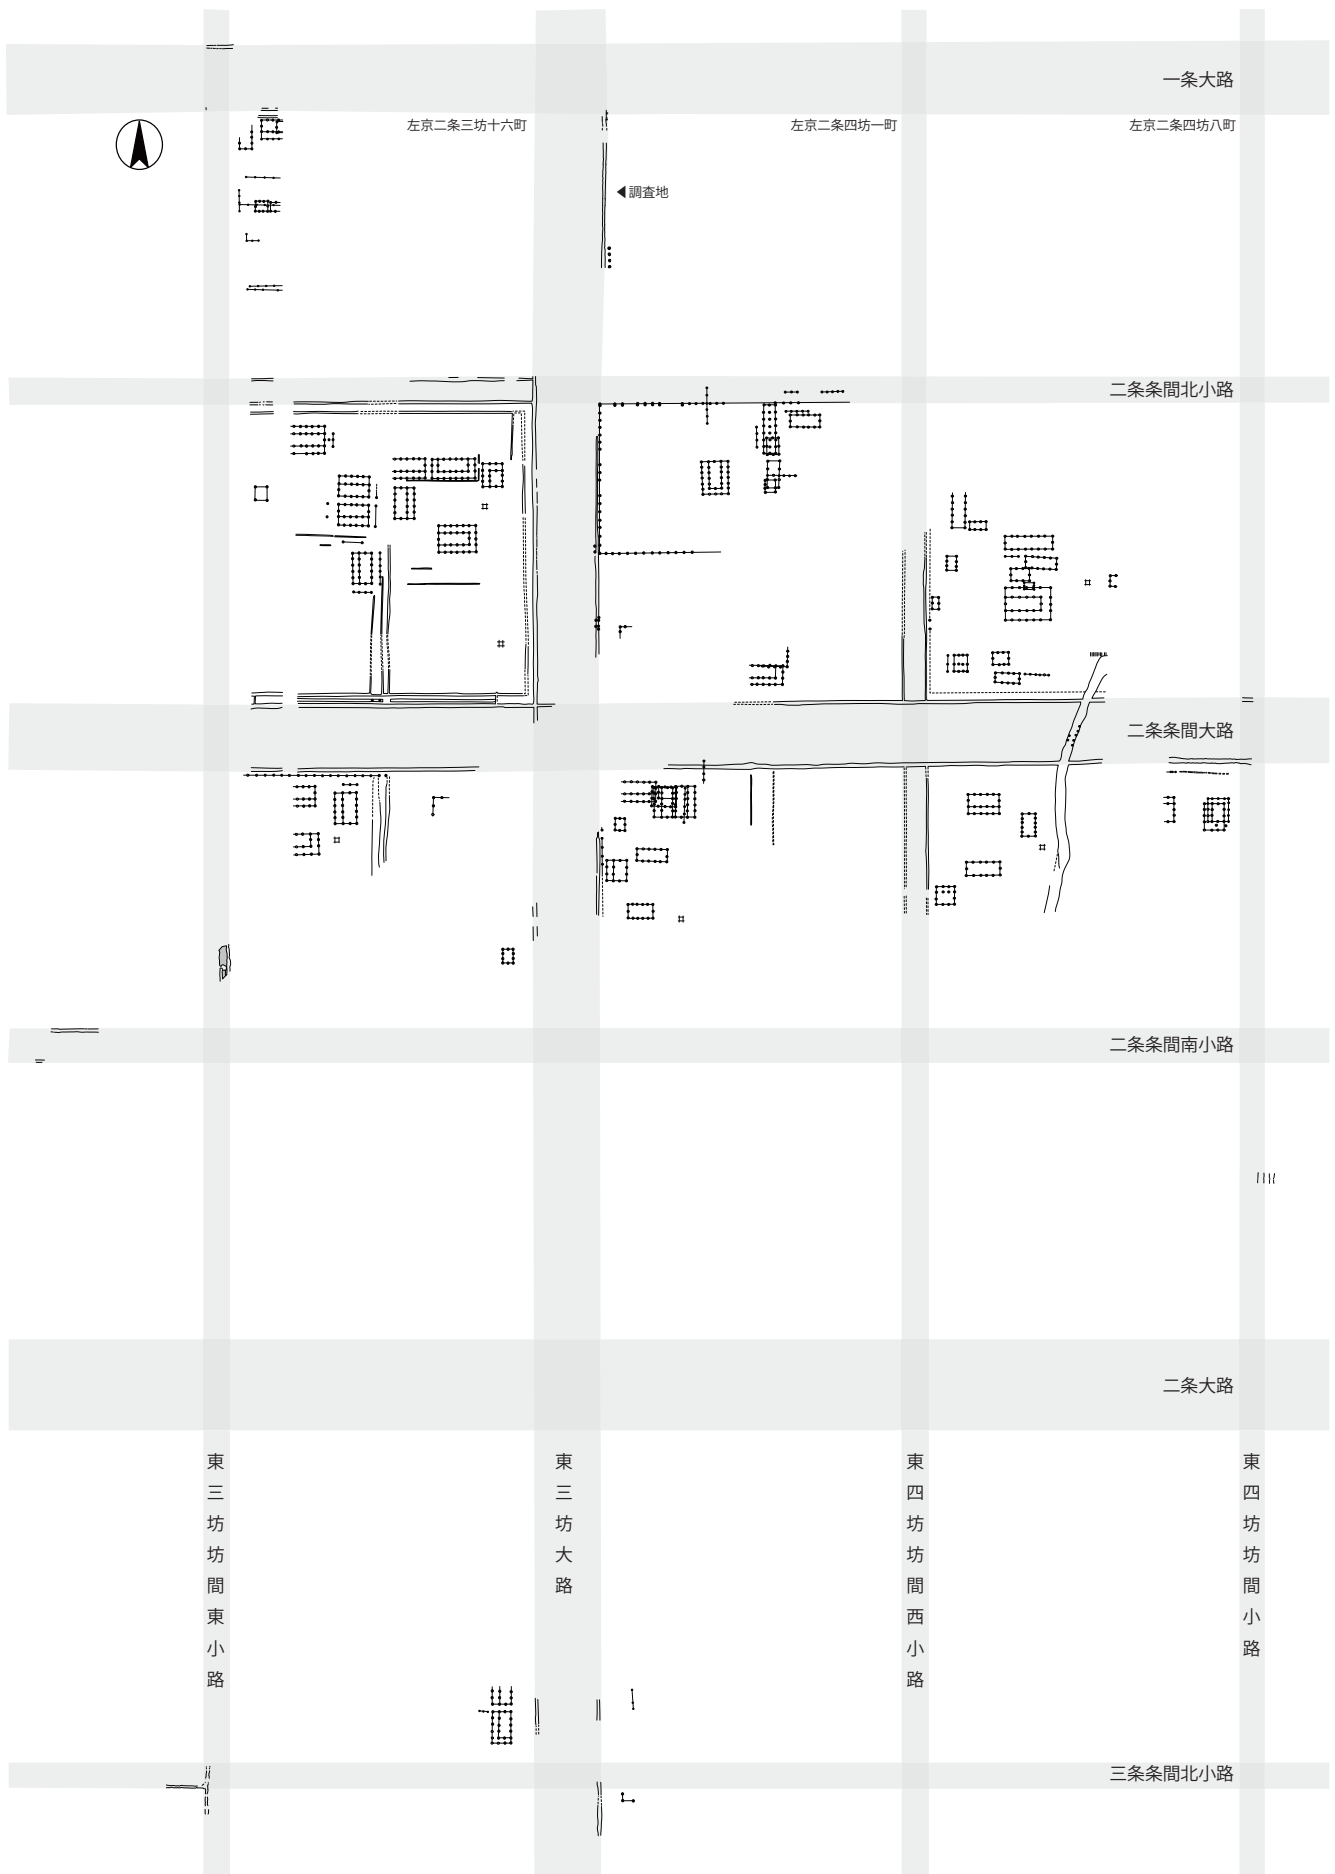 一条大路
左京二条三坊十六町
左京二条四坊一町
左京二条四坊八町
調査地
二条条間北小路
二条条間大路
二条条間南小路
二条大路
東三坊坊間東小路
東三坊大路
東四坊坊間西小路
東四坊坊間小路
三条条間北小路